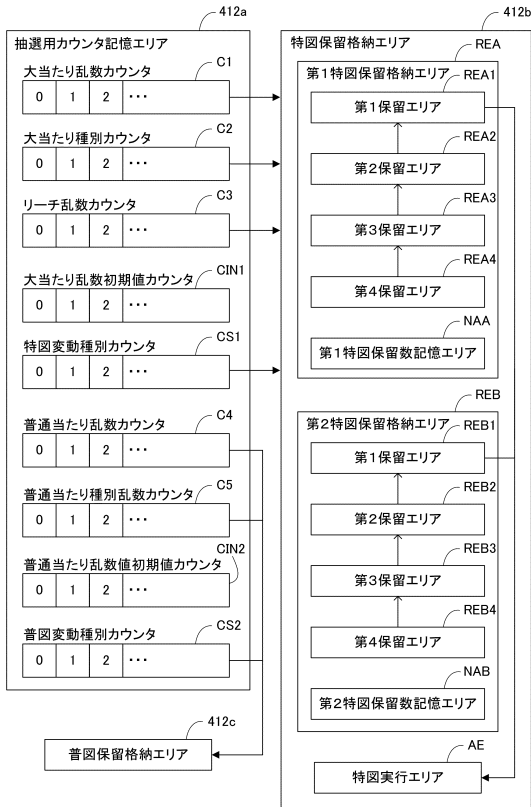 412a
抽選用カウンタ記憶エリア
大当たり乱数カウンタ
C1
0 1 2 ・・・
大当たり種別カウンタ
C2
0 1 2 ・・・
リーチ乱数カウンタ
C3
0 1 2 ・・・
大当たり乱数初期値カウンタ
CIN1
0 1 2 ・・・
特図変動種別カウンタ
CS1
0 1 2 ・・・
普通当たり乱数カウンタ
C4
0 1 2 ・・・
普通当たり種別乱数カウンタ
C5
0 1 2 ・・・
普通当たり乱数値初期値カウンタ
CIN2
0 1 2 ・・・
普図変動種別カウンタ
CS2
0 1 2 ・・・
412c
普図保留格納エリア
412b
特図保留格納エリア
REA
第1特図保留格納エリア
REA1
第1保留エリア
REA2
第2保留エリア
REA3
第3保留エリア
REA4
第4保留エリア
NAA
第1特図保留数記憶エリア
REB
第2特図保留格納エリア
REB1
第1保留エリア
REB2
第2保留エリア
REB3
第3保留エリア
REB4
第4保留エリア
NAB
第2特図保留数記憶エリア
AE
特図実行エリア